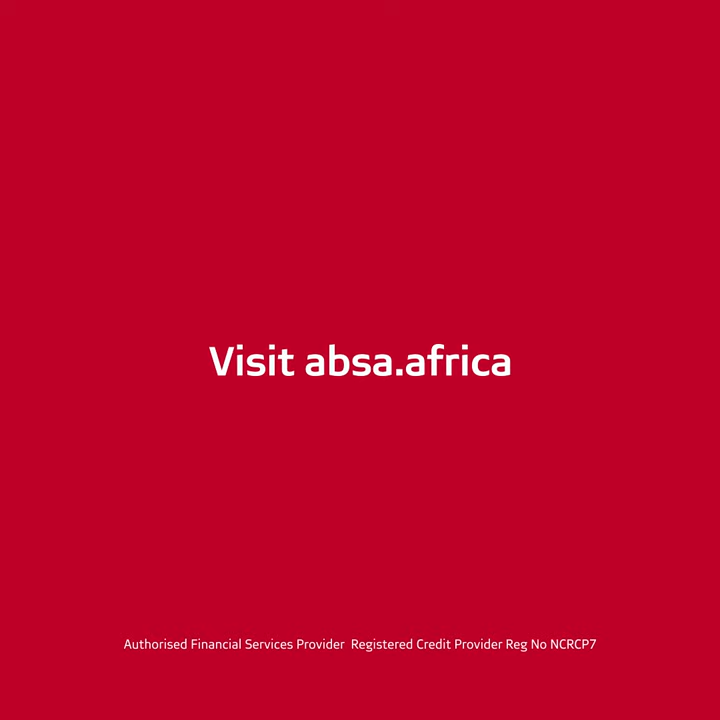 Visit absa.africa
Authorised Financial Services Provider  Registered Credit Provider Reg No NCRCP7